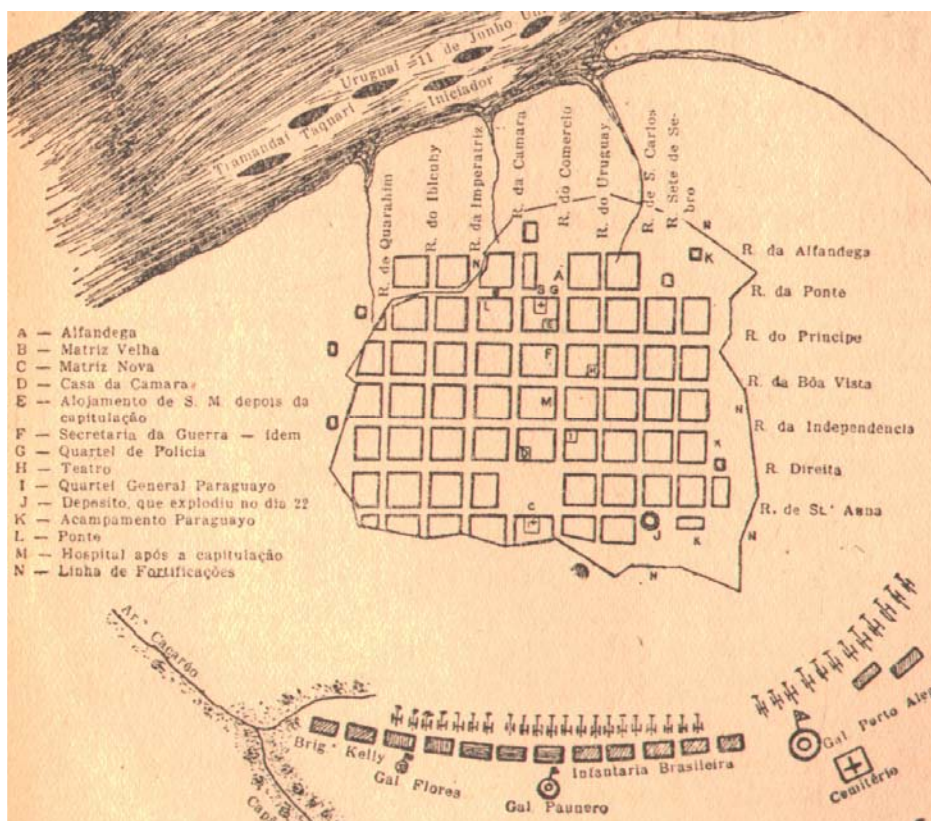 Tramandaí Taquari Iniciador
Uruguai 11 de Junho
R. do Quarahim
R. do Ibicuhy
R. da Imperatriz
R. da Camara
R. do Comercio
R. do Uruguay
R. de S. Carlos
R. Sete de Se-
bro
R. da Alfandega
R. da Ponte
R. do Principe
R. da Bôa Vista
R. da Independencia
R. Direita
R. de St.ª Anna
A — Alfandega
B — Matriz Velha
C — Matriz Nova
D — Casa da Camara
E — Alojamento de S. M. depois da
capitulação
F — Secretaria da Guerra — idem
G — Quartel de Policia
H — Teatro
I — Quartel General Paraguayo
J — Deposito, que explodiu no dia 22
K — Acampamento Paraguayo
L — Ponte
M — Hospital após a capitulação
N — Linha de Fortificações
N
N
K
A
B G
L
E
F
H
M
N
D
I
K
C
J
K
N
N
Brig.º Kelly
Gal. Flores
Gal. Paunero
Infantaria Brasileira
Gal. Porto Aleg
Cemitério